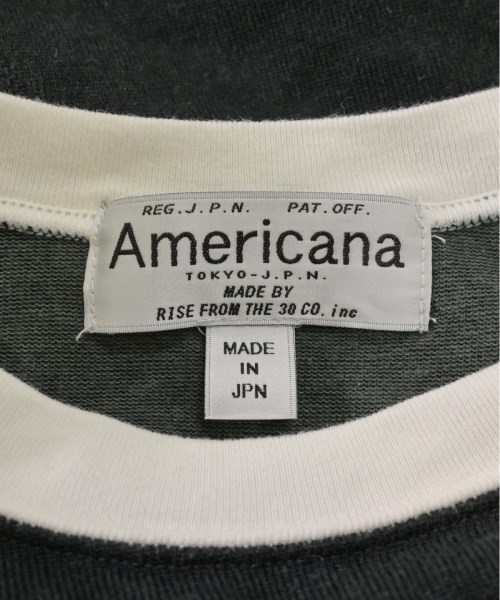 REG.J.P.N. PAT.OFF.
Americana
TOKYO-J.P.N.
MADE BY
RISE FROM THE 30 CO. inc
MADE
IN
JPN